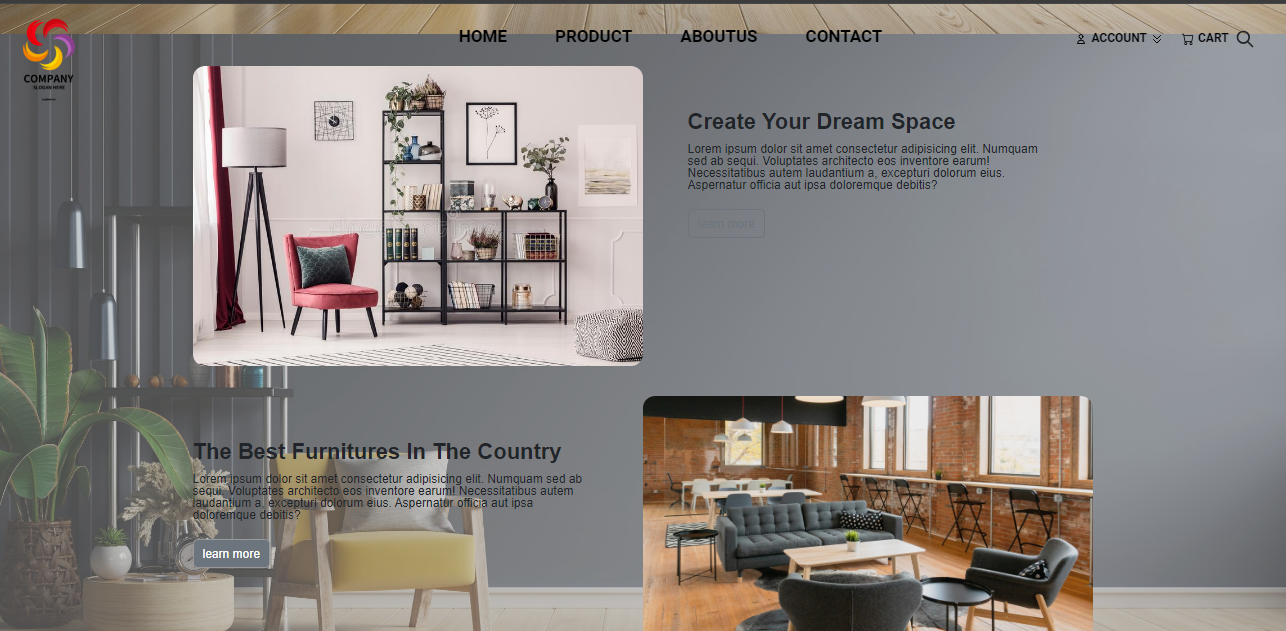 HOME PRODUCT ABOUTUS CONTACT ACCOUNT CART
COMPANY
SLOGAN HERE
Create Your Dream Space
Lorem ipsum dolor sit amet consectetur adipisicing elit. Numquam
sed ab sequi. Voluptates architecto eos inventore earum!
Necessitatibus autem laudantium a, excepturi dolorum eius.
Aspernatur officia aut ipsa doloremque debitis?
learn more
The Best Furnitures In The Country
Lorem ipsum dolor sit amet consectetur adipisicing elit. Numquam sed ab
sequi. Voluptates architecto eos inventore earum! Necessitatibus autem
laudantium a, excepturi dolorum eius. Aspernatur officia aut ipsa
doloremque debitis?
learn more